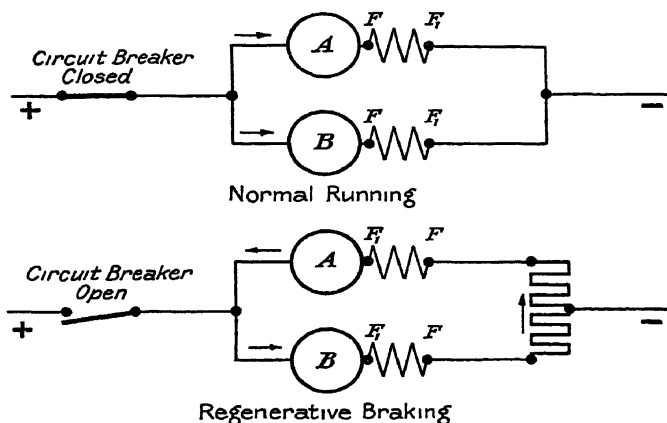 Circuit Breaker
Closed
+
A
F
F₁
B
F
F₁
−
Normal Running
Circuit Breaker
Open
+
A
F₁
F
B
F₁
F
−
Regenerative Braking